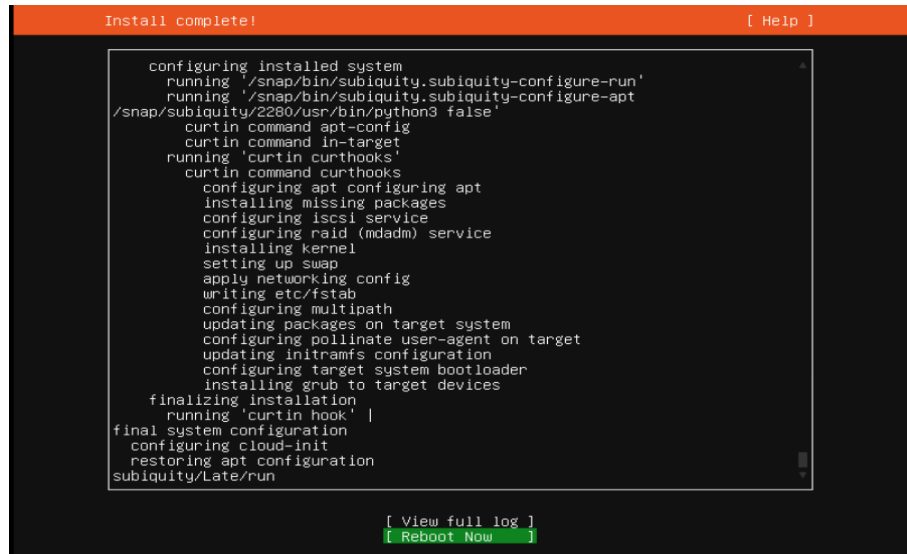 Install complete! [ Help ]
configuring installed system
running '/snap/bin/subiquity.subiquity-configure-run'
running '/snap/bin/subiquity.subiquity-configure-apt
/snap/subiquity/2280/usr/bin/python3 false'
curtin command apt-config
curtin command in-target
running 'curtin curthooks'
curtin command curthooks
configuring apt configuring apt
installing missing packages
configuring iscsi service
configuring raid (mdadm) service
installing kernel
setting up swap
apply networking config
writing etc/fstab
configuring multipath
updating packages on target system
configuring pollinate user-agent on target
updating initramfs configuration
configuring target system bootloader
installing grub to target devices
finalizing installation
running 'curtin hook' |
final system configuration
configuring cloud-init
restoring apt configuration
subiquity/Late/run
[ View full log ]
[ Reboot Now ]